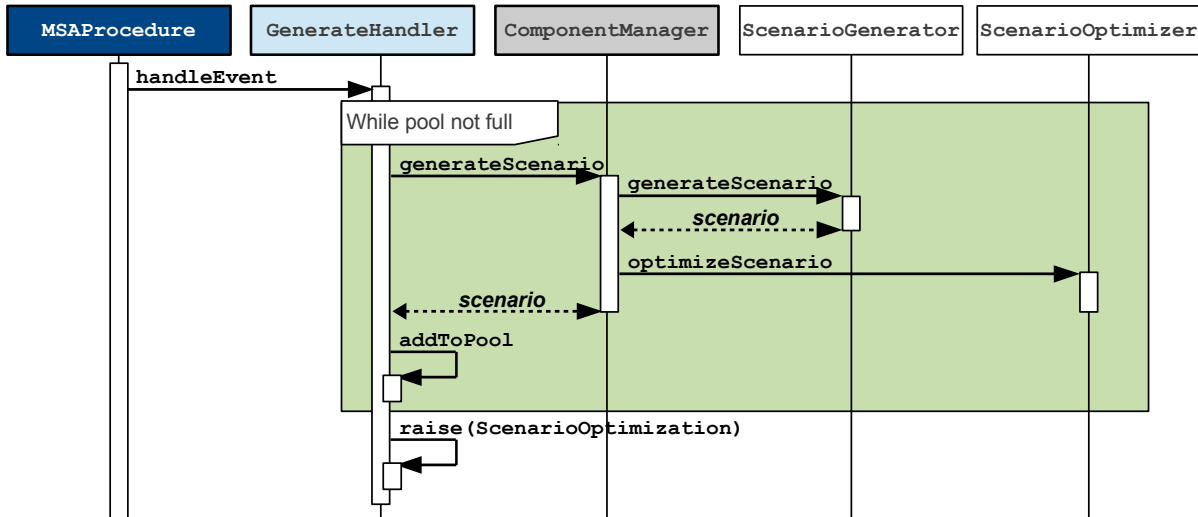 MSAProcedure
GenerateHandler
ComponentManager
ScenarioGenerator
ScenarioOptimizer
handleEvent
While pool not full
generateScenario
generateScenario
scenario
optimizeScenario
scenario
addToPool
raise(ScenarioOptimization)